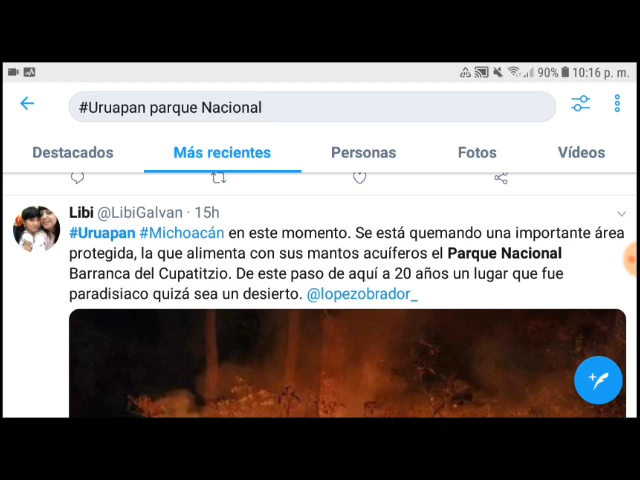 90% 10:16 p. m.
#Uruapan parque Nacional
Destacados Más recientes Personas Fotos Vídeos
Libi @LibiGalvan · 15h
#Uruapan #Michoacán en este momento. Se está quemando una importante área
protegida, la que alimenta con sus mantos acuíferos el Parque Nacional
Barranca del Cupatitzio. De este paso de aquí a 20 años un lugar que fue
paradisiaco quizá sea un desierto. @lopezobrador_